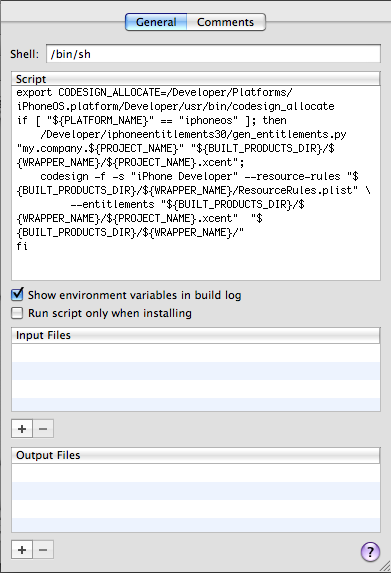 General
Comments
Shell:
/bin/sh
Script
export CODESIGN_ALLOCATE=/Developer/Platforms/
iPhoneOS.platform/Developer/usr/bin/codesign_allocate
if [ "${PLATFORM_NAME}" == "iphoneos" ]; then
/Developer/iphoneentitlements30/gen_entitlements.py
"my.company.${PROJECT_NAME}" "${BUILT_PRODUCTS_DIR}/$
{WRAPPER_NAME}/${PROJECT_NAME}.xcent";
codesign -f -s "iPhone Developer" --resource-rules "$
{BUILT_PRODUCTS_DIR}/${WRAPPER_NAME}/ResourceRules.plist" \
--entitlements "${BUILT_PRODUCTS_DIR}/$
{WRAPPER_NAME}/${PROJECT_NAME}.xcent"  "$
{BUILT_PRODUCTS_DIR}/${WRAPPER_NAME}/"
fi
Show environment variables in build log
Run script only when installing
Input Files
+ −
Output Files
+ −
?